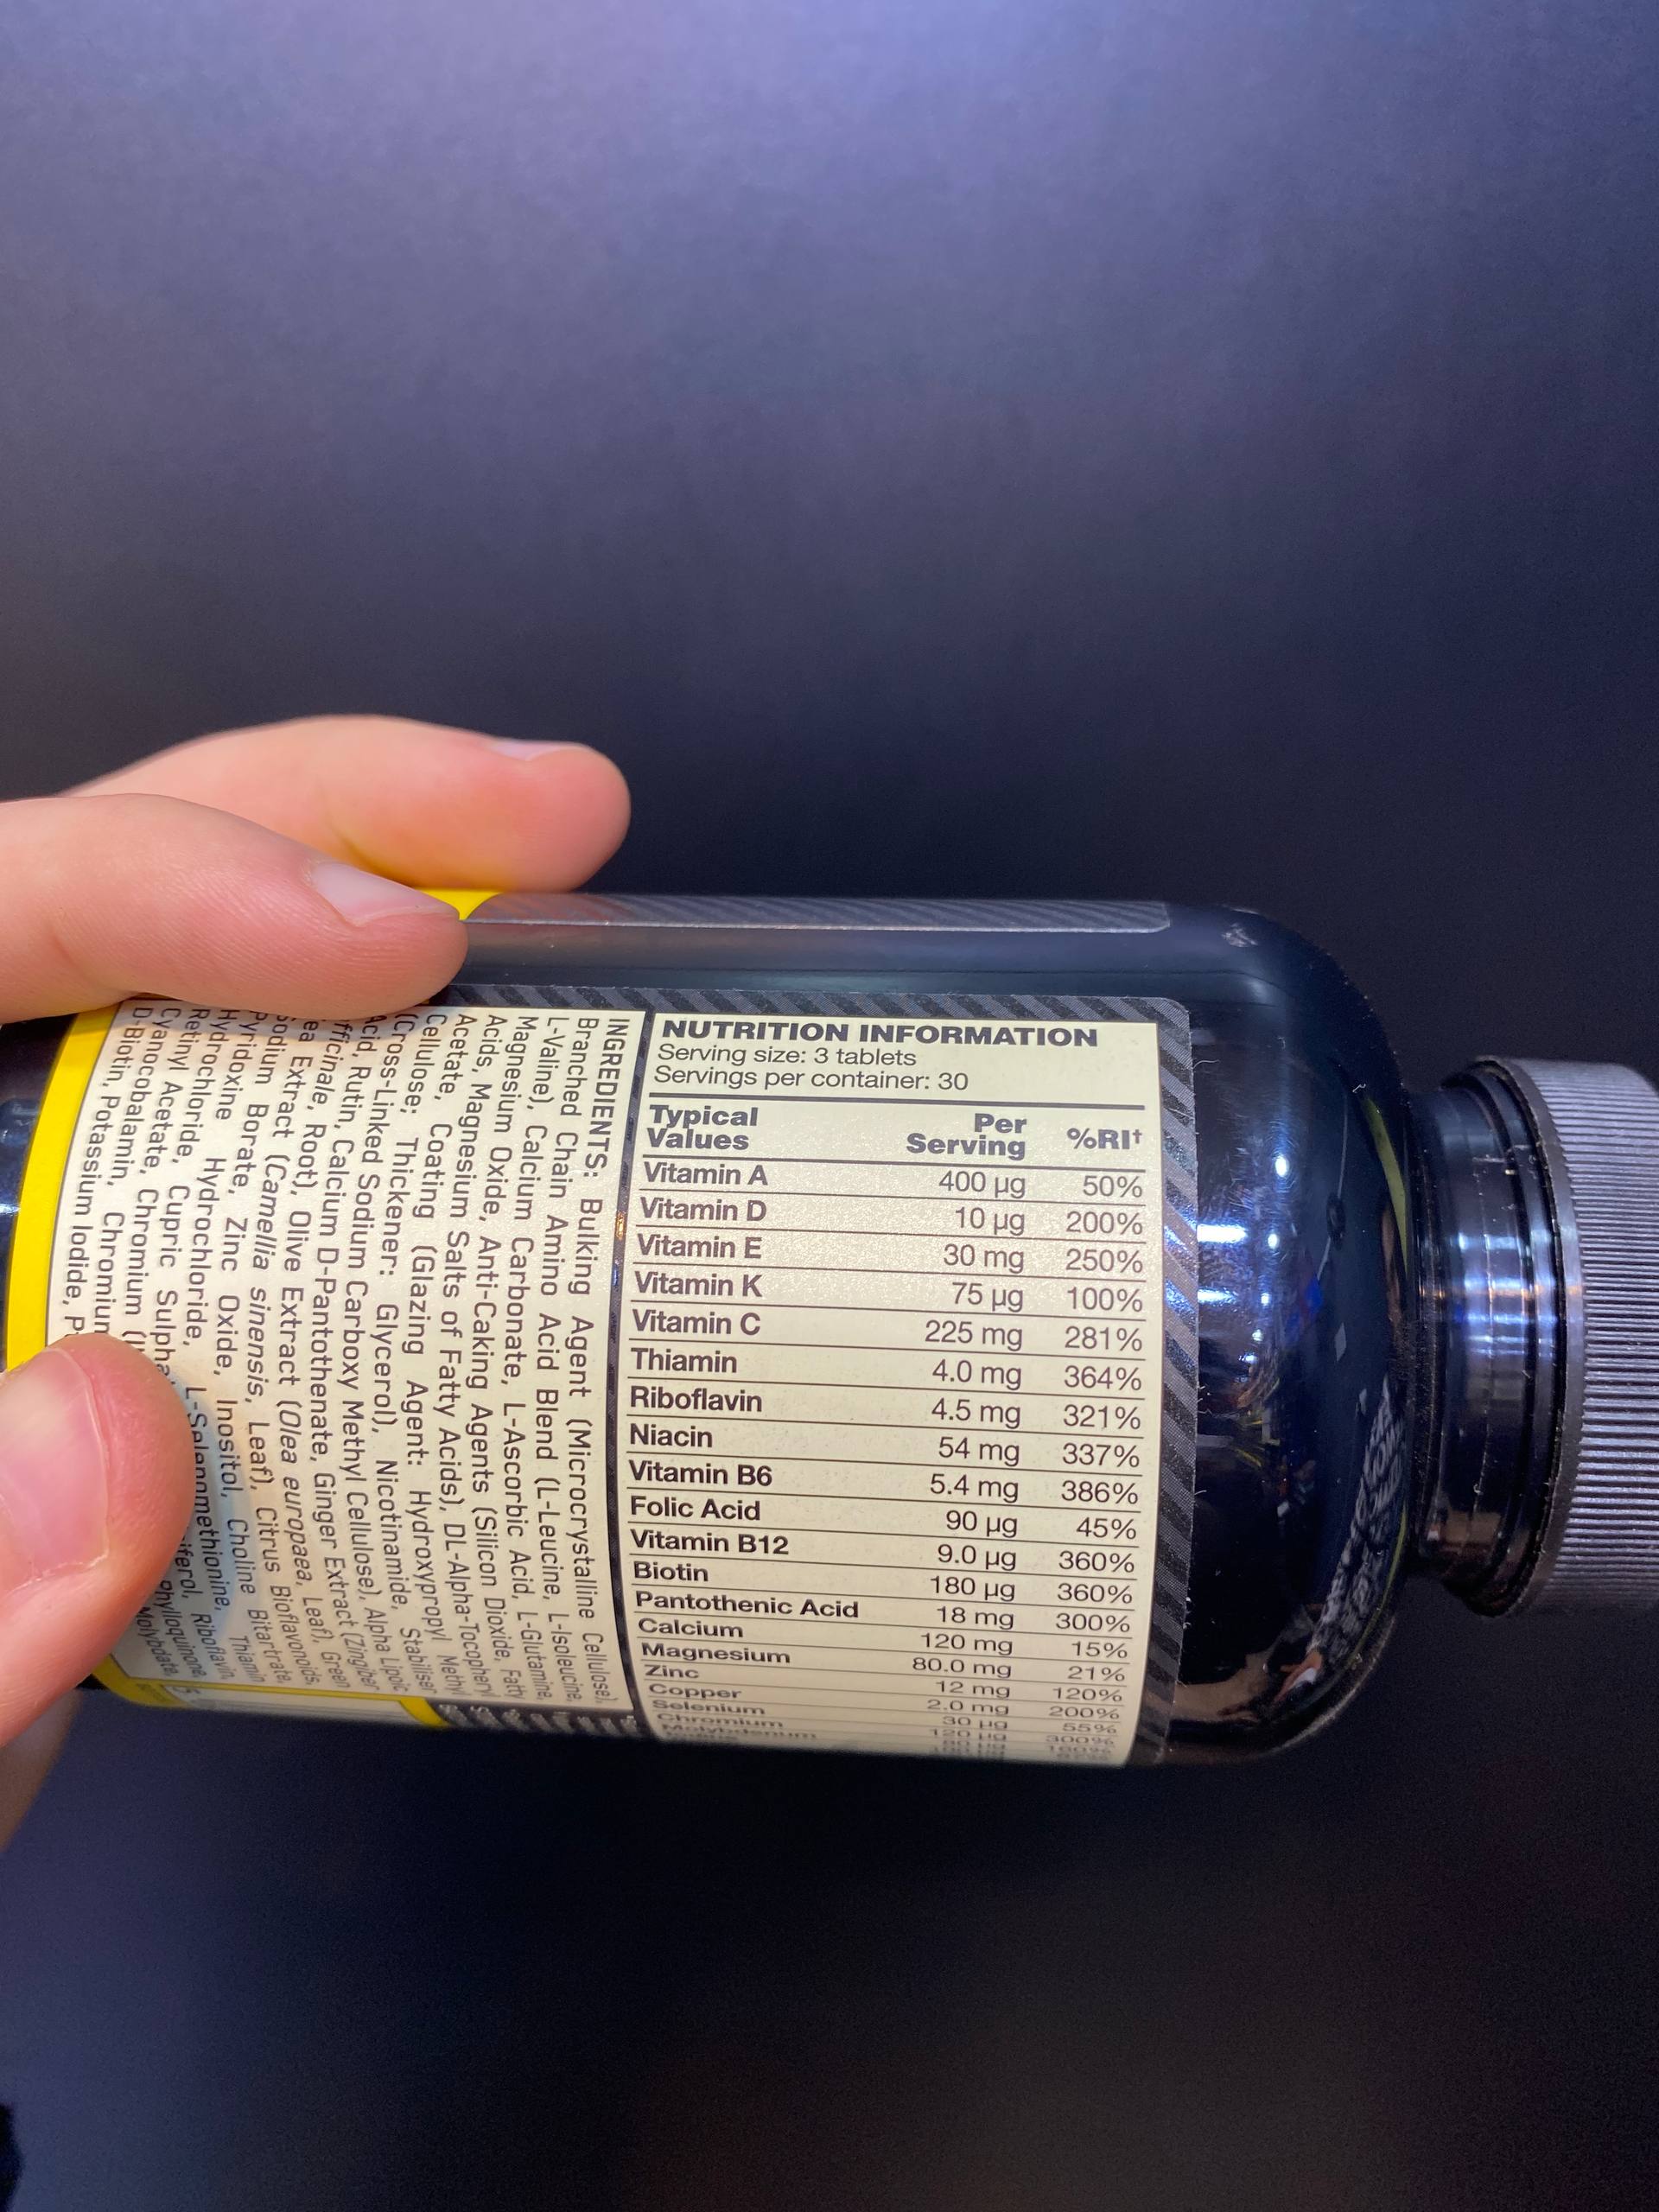 NUTRITION INFORMATION
Serving size: 3 tablets
Servings per container: 30
Typical Values Per Serving %RI†
Vitamin A 400 µg 50%
Vitamin D 10 µg 200%
Vitamin E 30 mg 250%
Vitamin K 75 µg 100%
Vitamin C 225 mg 281%
Thiamin 4.0 mg 364%
Riboflavin 4.5 mg 321%
Niacin 54 mg 337%
Vitamin B6 5.4 mg 386%
Folic Acid 90 µg 45%
Vitamin B12 9.0 µg 360%
Biotin 180 µg 360%
Pantothenic Acid 18 mg 300%
Calcium 120 mg 15%
Magnesium 80.0 mg 21%
Zinc 12 mg 120%
Copper 2.0 mg 200%
Selenium 30 µg 55%
Chromium 120 µg 300%
Molybdenum
INGREDIENTS: Bulking Agent (Microcrystalline Cellulose),
Branched Chain Amino Acid Blend (L-Leucine, L-Isoleucine,
L-Valine), Calcium Carbonate, L-Ascorbic Acid, L-Glutamine,
Magnesium Oxide, Anti-Caking Agents (Silicon Dioxide, Fatty
Acids, Magnesium Salts of Fatty Acids), DL-Alpha-Tocopheryl
Acetate, Coating (Glazing Agent: Hydroxypropyl Methyl
Cellulose; Thickener: Glycerol), Nicotinamide, Stabiliser
(Cross-Linked Sodium Carboxy Methyl Cellulose), Alpha Lipoic
Acid, Rutin, Calcium D-Pantothenate, Ginger Extract (Zingiber
officinale, Root), Olive Extract (Olea europaea, Leaf), Green
Tea Extract (Camellia sinensis, Leaf), Citrus Bioflavonoids,
Sodium Borate, Zinc Oxide, Inositol, Choline Bitartrate,
Pyridoxine Hydrochloride, L-Selenomethionine, Thiamin
Hydrochloride, Cupric Riboflavin,
Retinyl Acetate, Chromium Phylloquinone,
Cyanocobalamin, Chromium Molybdate,
D-Biotin, Potassium Iodide,